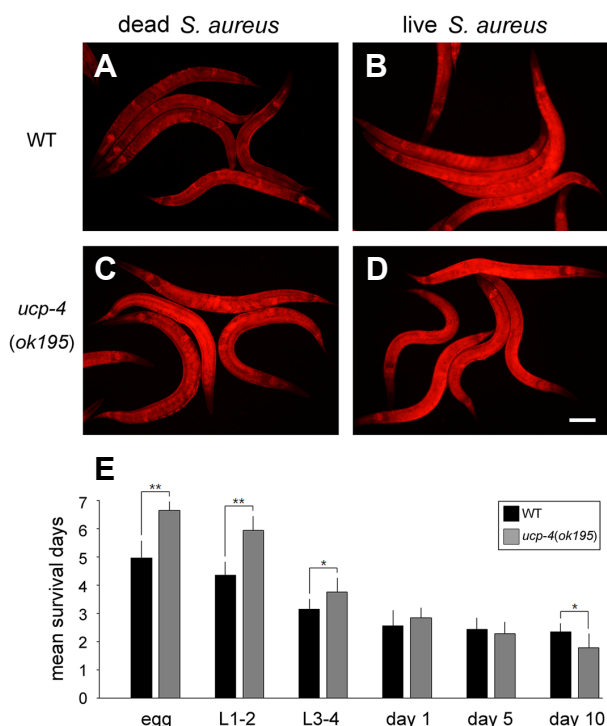 dead S. aureus
live S. aureus
A
B
WT
C
D
ucp-4
(ok195)
E
mean survival days
7
6
5
4
3
2
1
0
**
**
*
*
WT
ucp-4(ok195)
egg
L1-2
L3-4
day 1
day 5
day 10